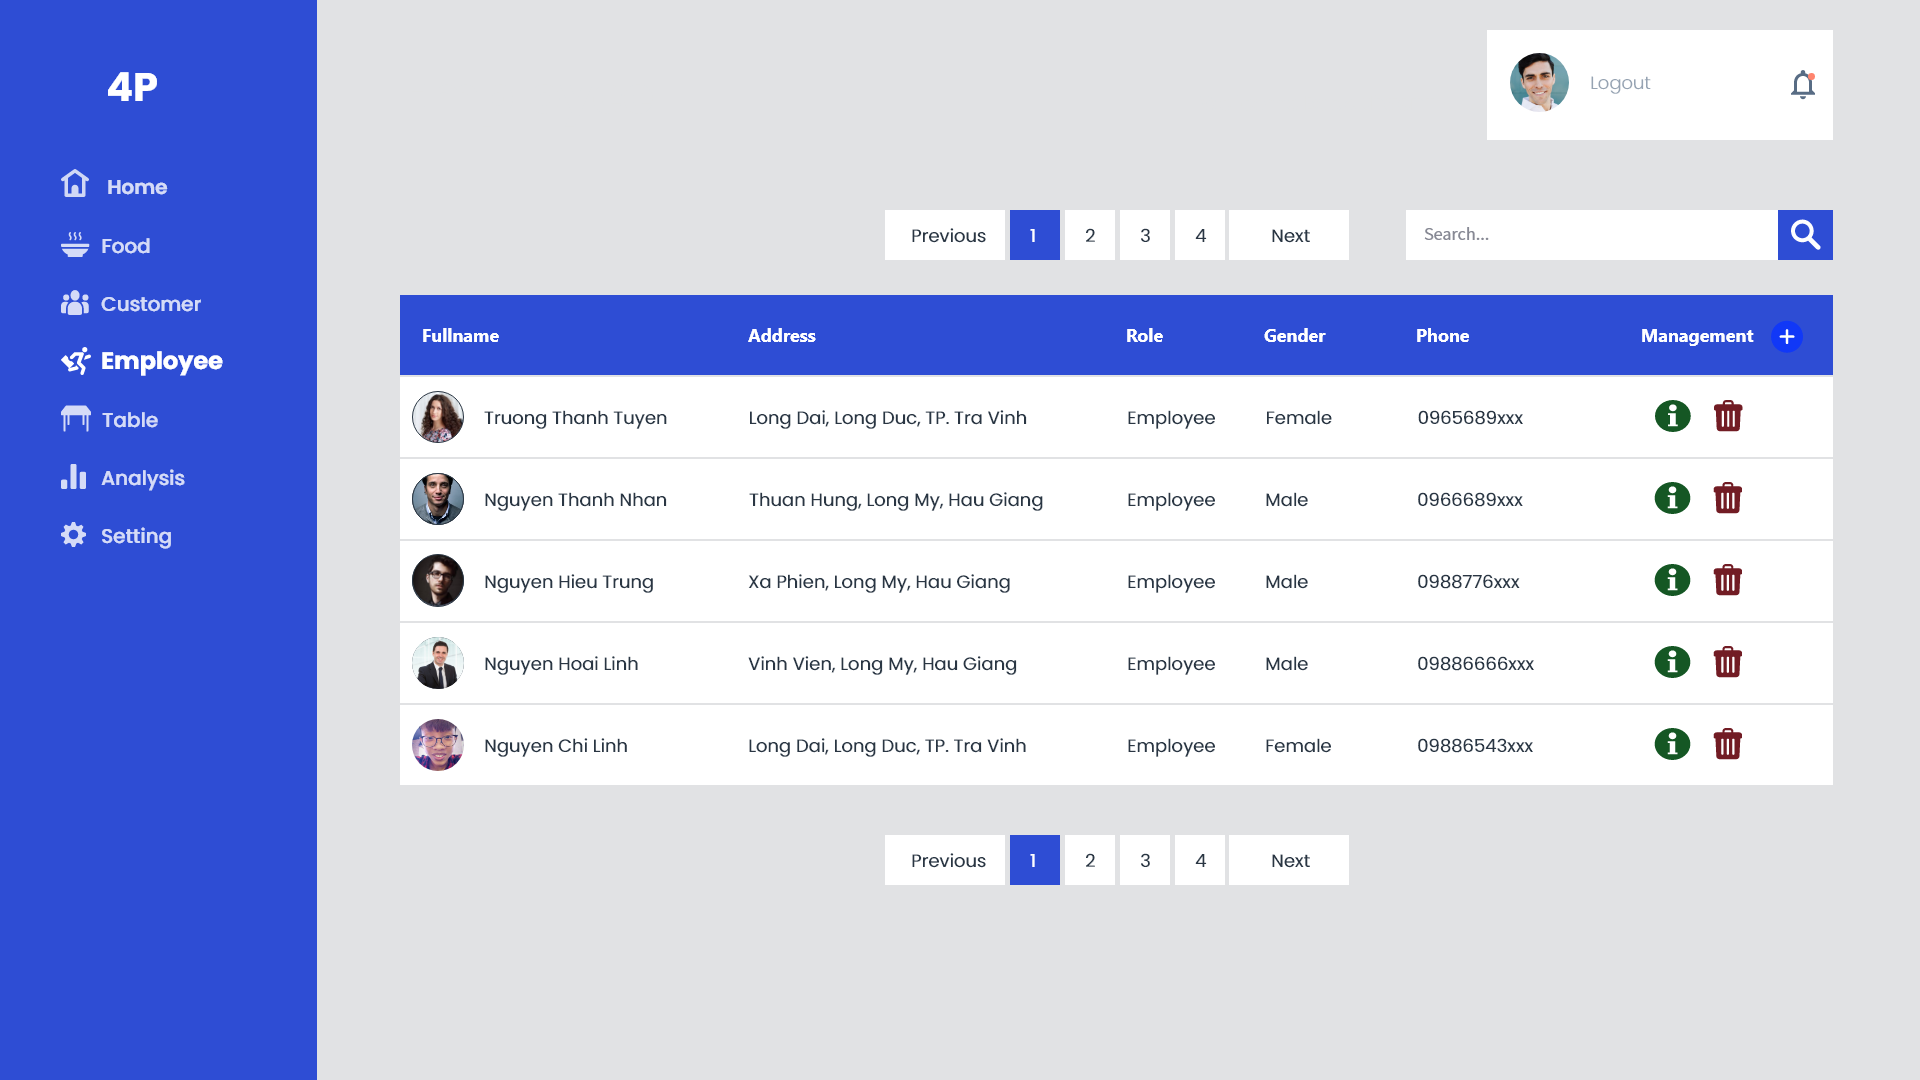 4P
Home
Food
Customer
Employee
Table
Analysis
Setting
Logout
Previous 1 2 3 4 Next
Search...
Fullname Address Role Gender Phone Management
Truong Thanh Tuyen Long Dai, Long Duc, TP. Tra Vinh Employee Female 0965689xxx
Nguyen Thanh Nhan Thuan Hung, Long My, Hau Giang Employee Male 0966689xxx
Nguyen Hieu Trung Xa Phien, Long My, Hau Giang Employee Male 0988776xxx
Nguyen Hoai Linh Vinh Vien, Long My, Hau Giang Employee Male 09886666xxx
Nguyen Chi Linh Long Dai, Long Duc, TP. Tra Vinh Employee Female 09886543xxx
Previous 1 2 3 4 Next